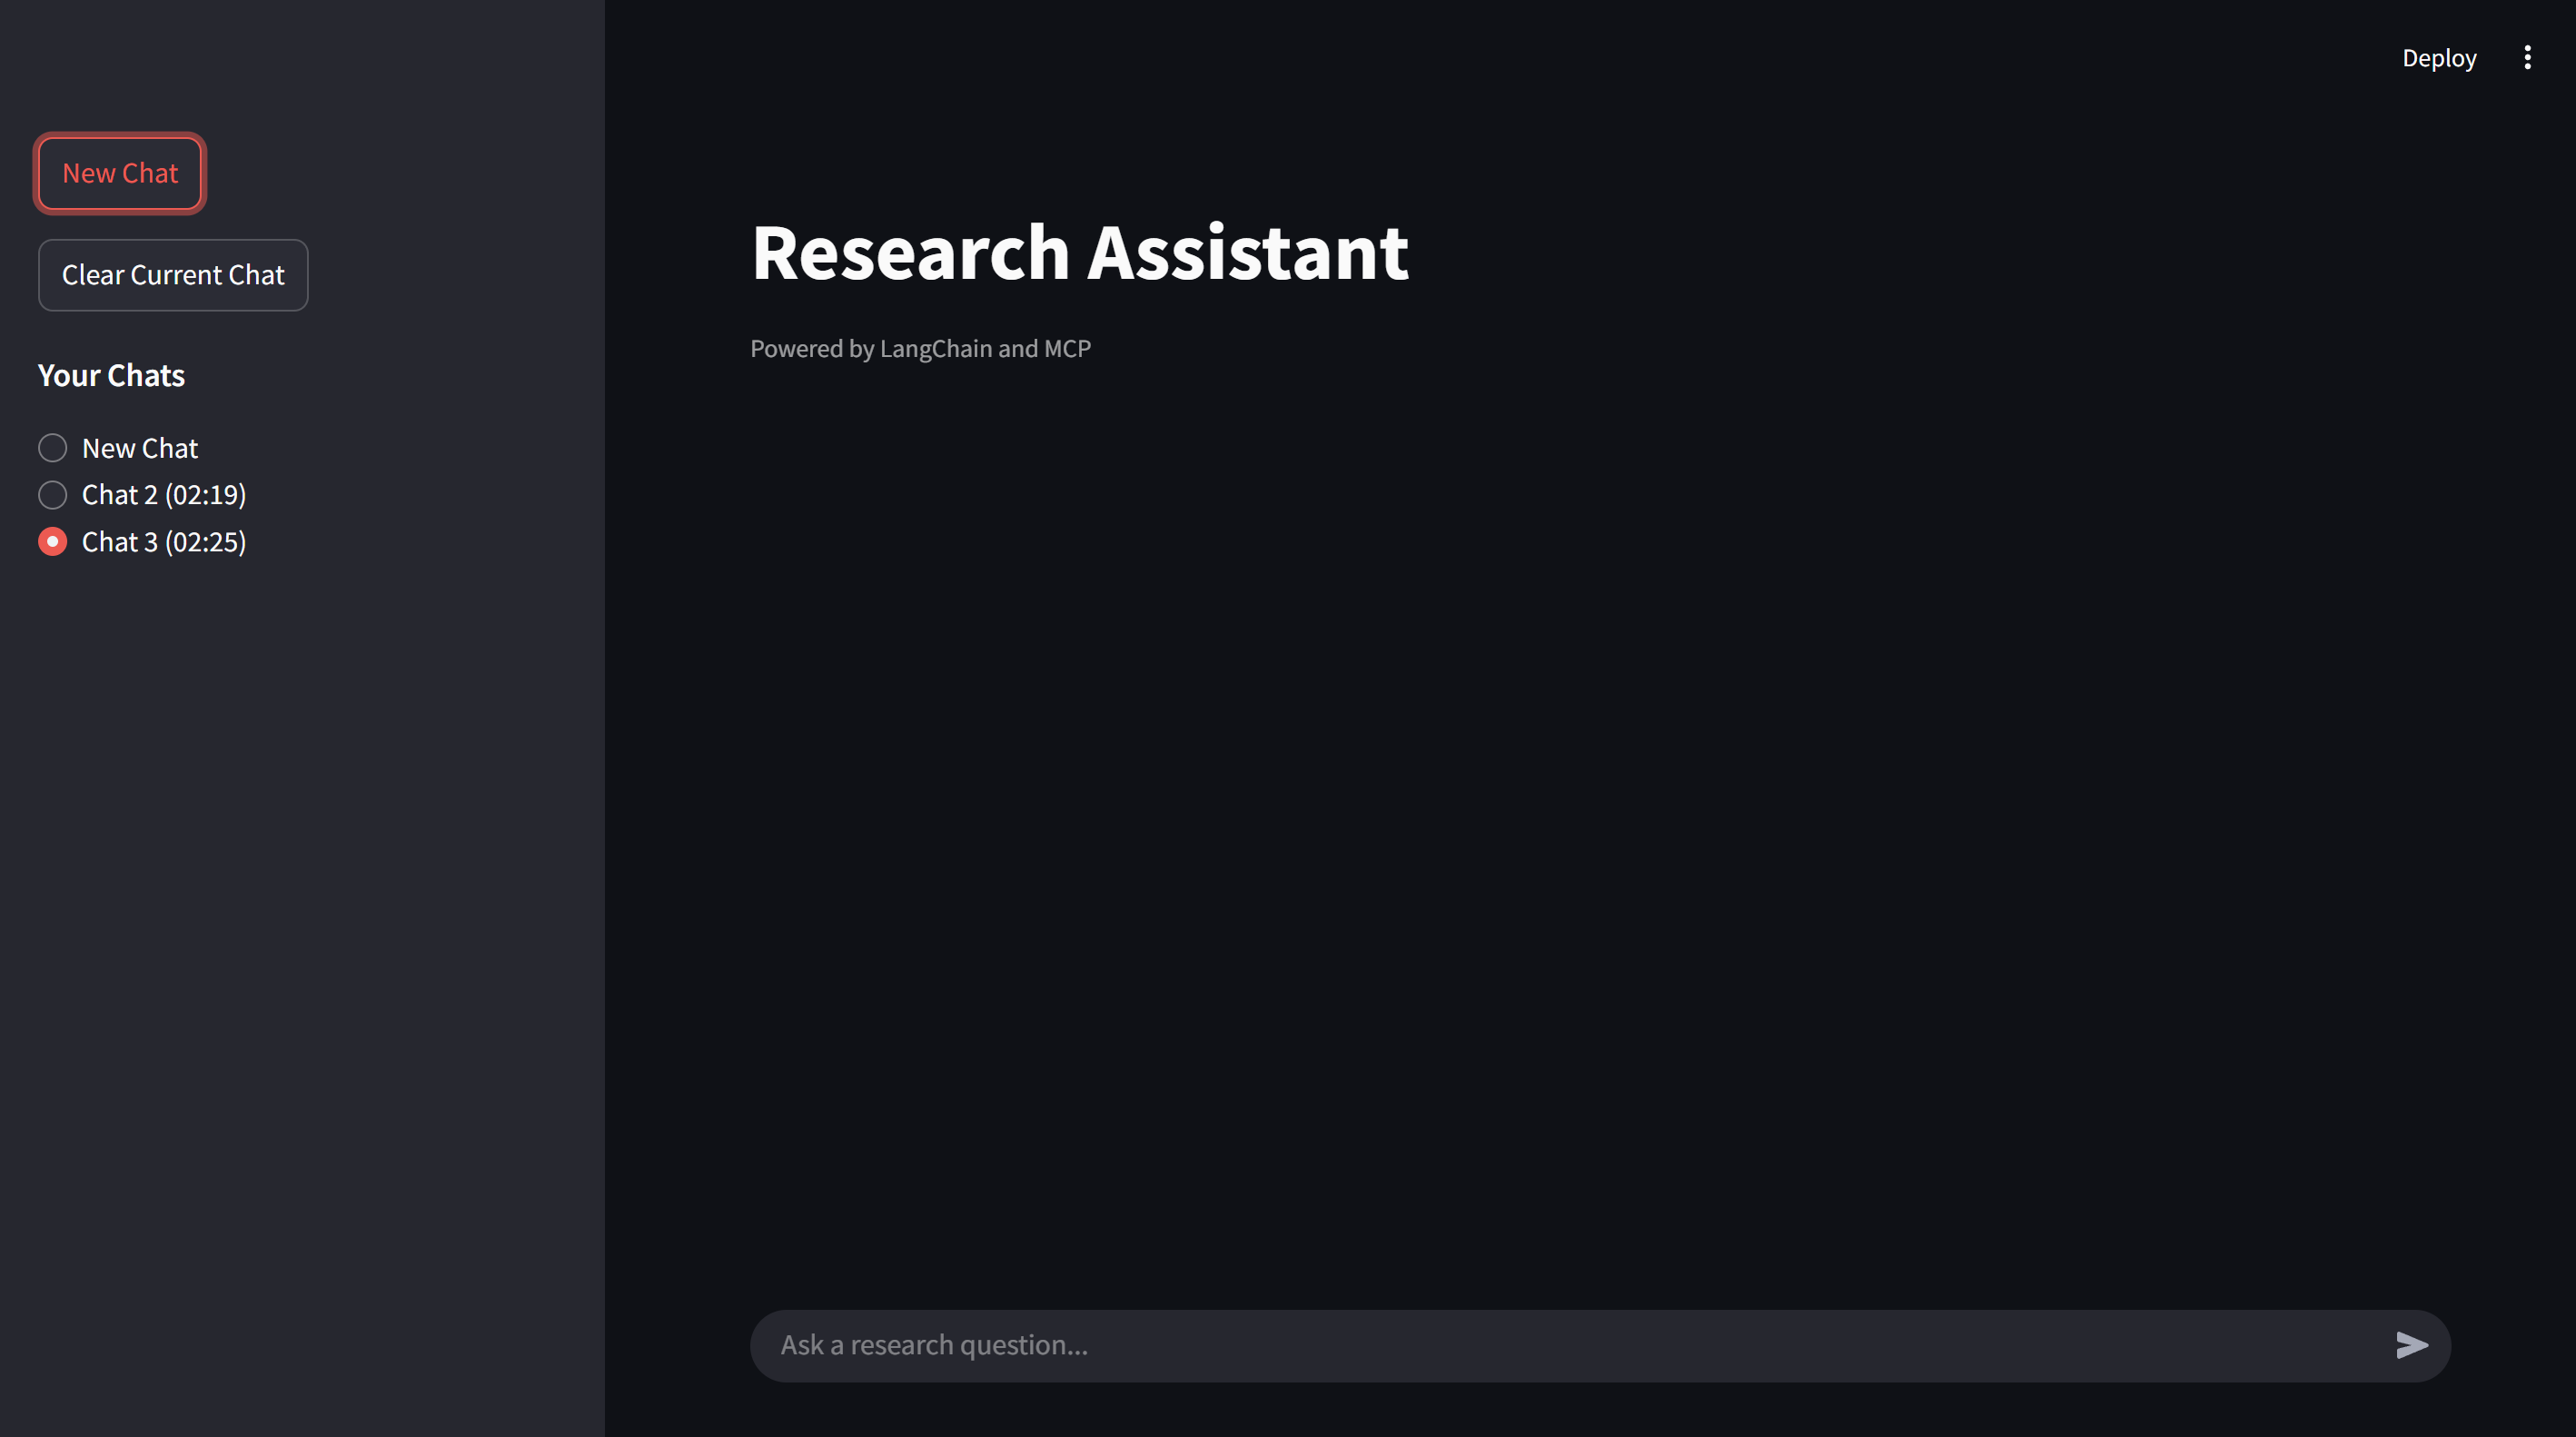 Deploy
New Chat
Clear Current Chat
Your Chats
New Chat
Chat 2 (02:19)
Chat 3 (02:25)
Research Assistant
Powered by LangChain and MCP
Ask a research question...